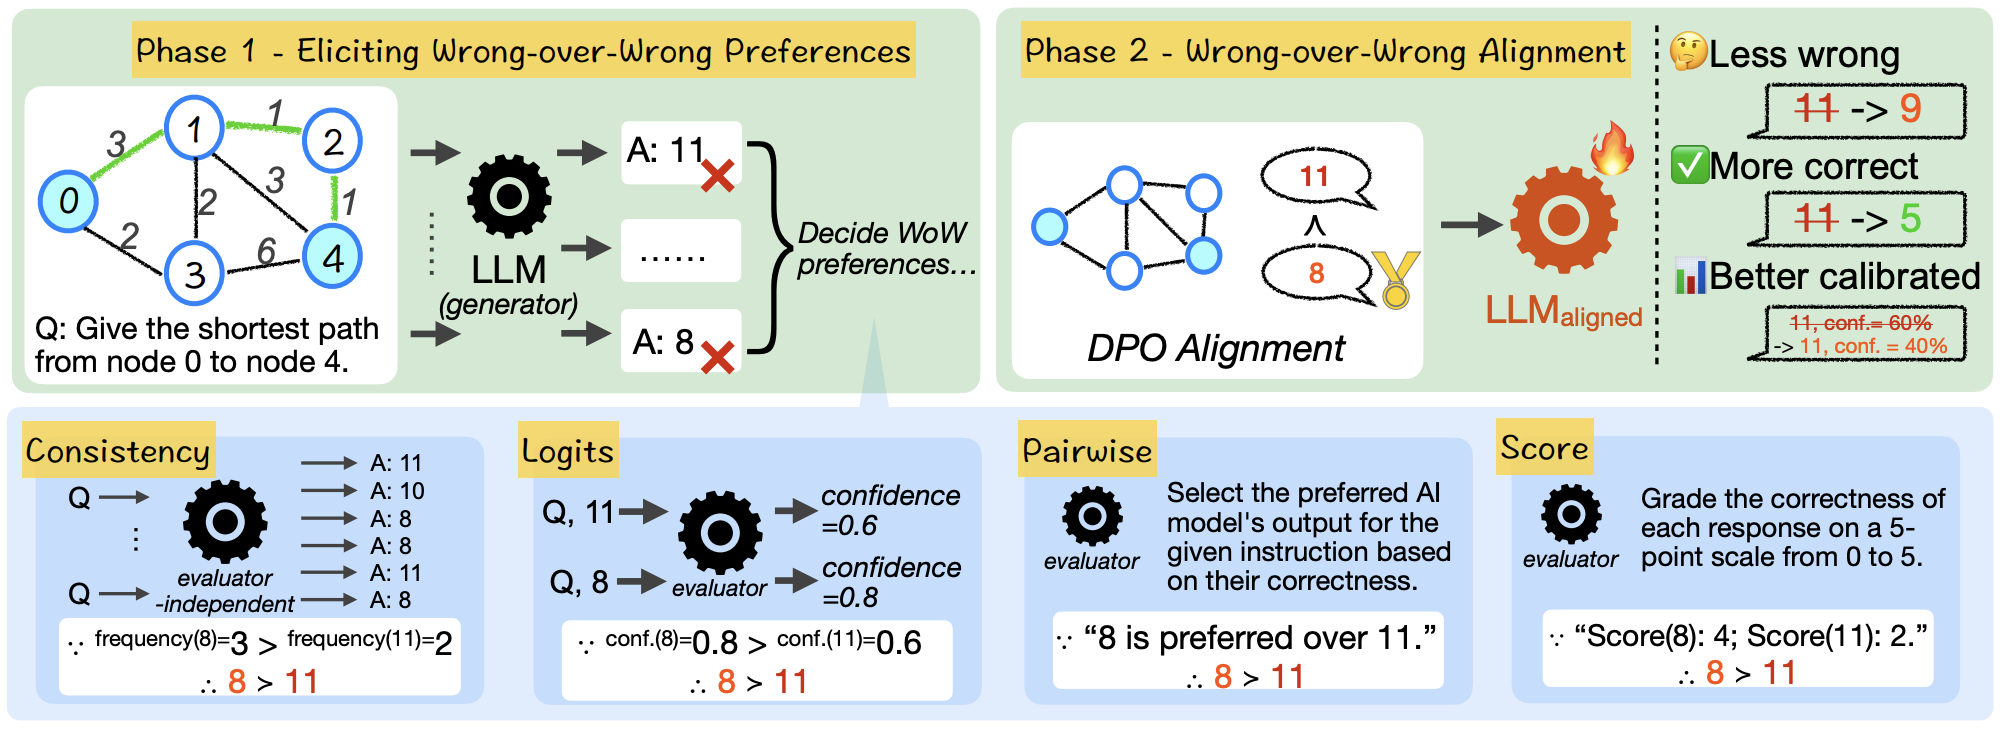 Phase 1 - Eliciting Wrong-over-Wrong Preferences
0
1
2
3
4
3
1
2
3
1
2
6
Q: Give the shortest path
from node 0 to node 4.
LLM
(generator)
A: 11
......
A: 8
Decide WoW
preferences...
Phase 2 - Wrong-over-Wrong Alignment
11
8
DPO Alignment
LLMaligned
Less wrong
11 -> 9
More correct
11 -> 5
Better calibrated
11, conf.= 60%
-> 11, conf. = 40%
Consistency
Q
⋮
Q
evaluator
-independent
A: 11
A: 10
A: 8
A: 8
A: 11
A: 8
∵ frequency(8)=3 > frequency(11)=2
∴ 8 > 11
Logits
Q, 11
confidence
=0.6
Q, 8
evaluator
confidence
=0.8
∵ conf.(8)=0.8 > conf.(11)=0.6
∴ 8 > 11
Pairwise
evaluator
Select the preferred AI
model's output for the
given instruction based
on their correctness.
∵ “8 is preferred over 11.”
∴ 8 > 11
Score
evaluator
Grade the correctness of
each response on a 5-
point scale from 0 to 5.
∵ “Score(8): 4; Score(11): 2.”
∴ 8 > 11